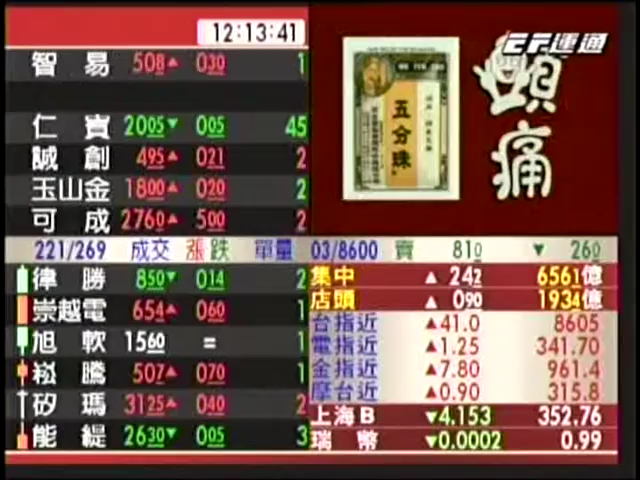 12:13:41
EF運通
智易 508▲ 030 1
五分珠
頭痛
仁寶 2005▼ 005 45
誠創 495▲ 021 2
玉山金 1800▲ 020 2
可成 2760▲ 500 2
221/269 成交 漲跌 單量
03/8600 賣 810 ▼ 260
律勝 850▼ 014 2
集中 ▲ 242 6561億
崇越電 654▲ 060 1
店頭 ▲ 090 1934億
台指近 ▲41.0 8605
旭軟 1560 = 1
電指近 ▲1.25 341.70
崧騰 507▲ 070 1
金指近 ▲7.80 961.4
矽瑪 3125▲ 040 2
摩台近 ▲0.90 315.8
上海B ▼4.153 352.76
能緹 2630▼ 005 3
瑞幣 ▼0.0002 0.99